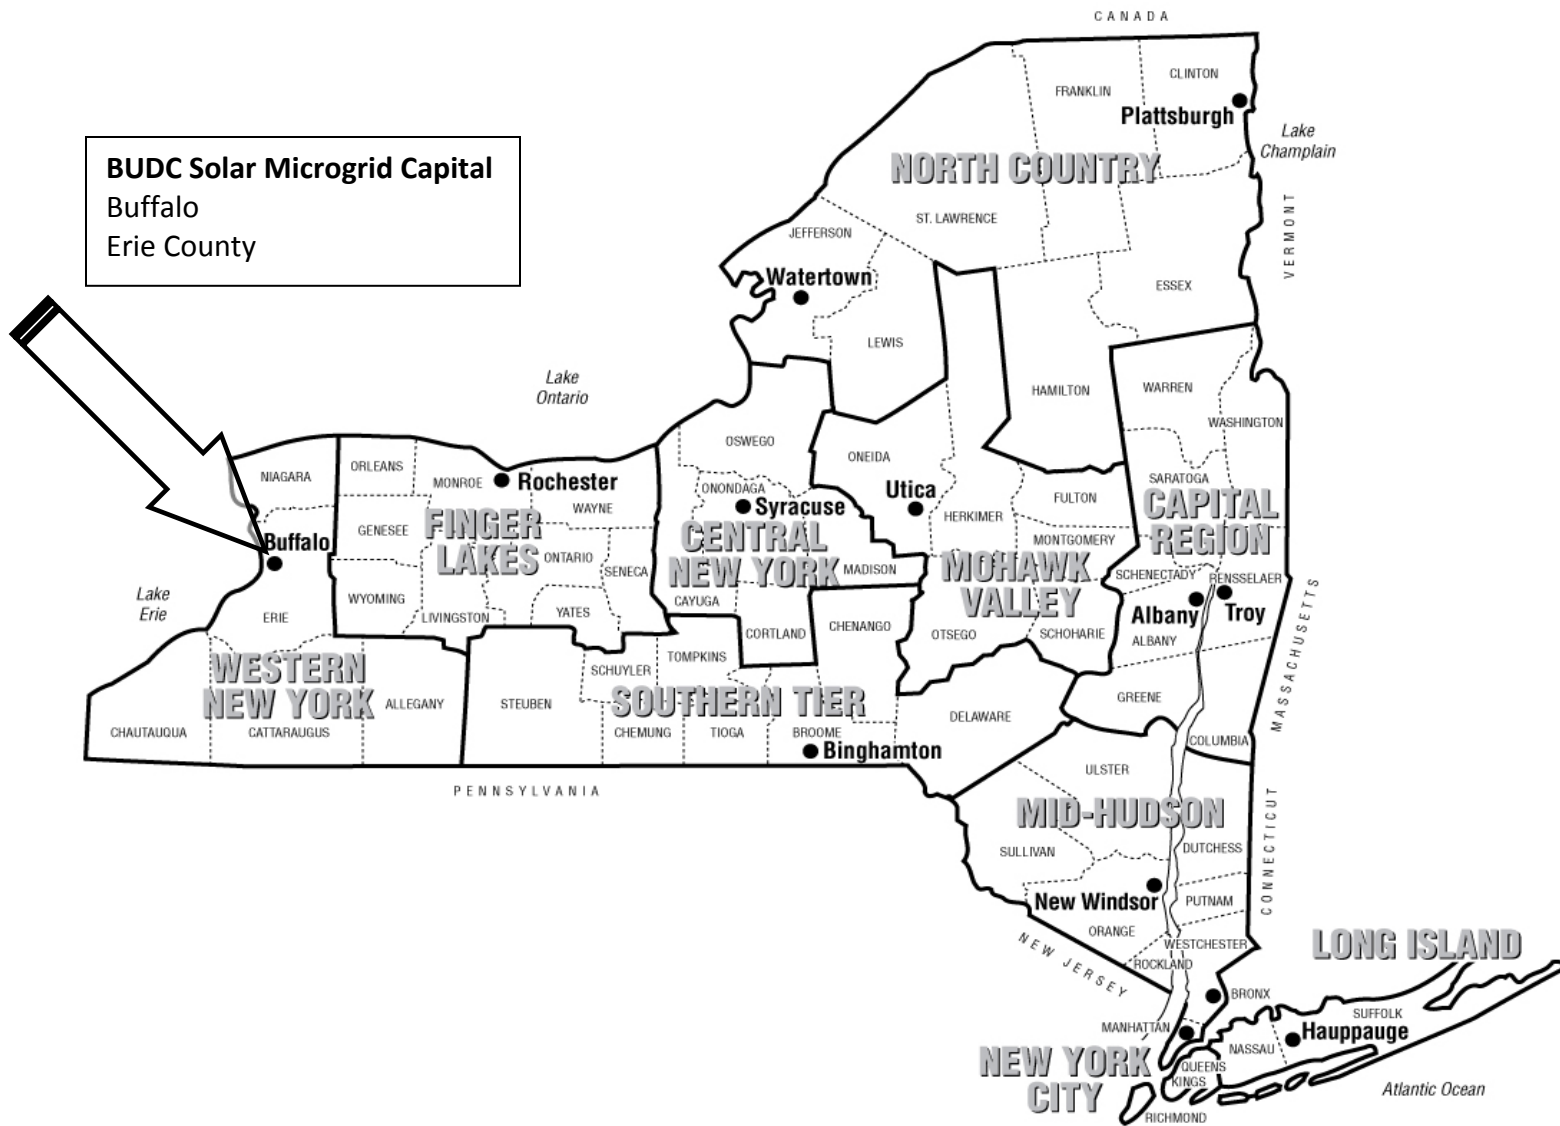 CANADA
CLINTON
FRANKLIN
Plattsburgh
Lake
Champlain
BUDC Solar Microgrid Capital
Buffalo
Erie County
NORTH COUNTRY
VERMONT
ST. LAWRENCE
JEFFERSON
Watertown
ESSEX
LEWIS
Lake
Ontario
HAMILTON
WARREN
WASHINGTON
OSWEGO
ONEIDA
NIAGARA
ORLEANS
MONROE
Rochester
WAYNE
ONONDAGA
Syracuse
Utica
HERKIMER
FULTON
SARATOGA
CAPITAL
REGION
GENESEE
FINGER
LAKES
CENTRAL
NEW YORK
MONTGOMERY
Buffalo
ONTARIO
SENECA
MADISON
MOHAWK
VALLEY
SCHENECTADY
RENSSELAER
Lake
Erie
WYOMING
LIVINGSTON
YATES
CAYUGA
CORTLAND
CHENANGO
OTSEGO
SCHOHARIE
Albany
Troy
ALBANY
MASSACHUSETTS
ERIE
WESTERN
NEW YORK
ALLEGANY
STEUBEN
SCHUYLER
TOMPKINS
SOUTHERN TIER
DELAWARE
GREENE
CHAUTAUQUA
CATTARAUGUS
CHEMUNG
TIOGA
BROOME
Binghamton
COLUMBIA
PENNSYLVANIA
ULSTER
MID-HUDSON
SULLIVAN
DUTCHESS
CONNECTICUT
New Windsor
PUTNAM
ORANGE
WESTCHESTER
ROCKLAND
NEW JERSEY
LONG ISLAND
BRONX
SUFFOLK
MANHATTAN
Hauppauge
NASSAU
NEW YORK
CITY
QUEENS
KINGS
RICHMOND
Atlantic Ocean